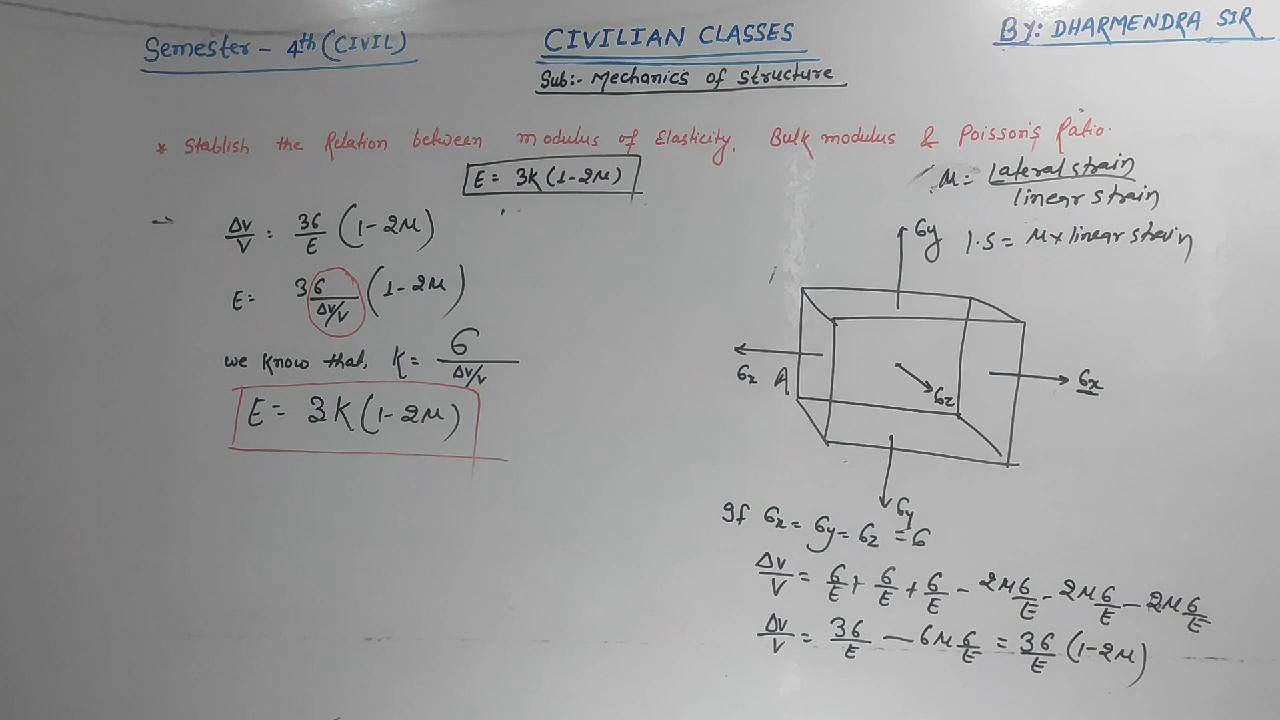 Semester - 4th (CIVIL)
CIVILIAN CLASSES
BY: DHARMENDRA SIR
Sub:- Mechanics of Structure
* Stablish the Relation between modulus of Elasticity, Bulk modulus & Poisson's Ratio.
E = 3K (1-2μ)
→ ΔV/V = 3σ/E (1-2μ)
E = 3 σ/(ΔV/V) (1-2μ)
we know that, K = σ/(ΔV/V)
E = 3K (1-2μ)
μ = Lateral strain / linear strain
l.s = μ x linear strain
σy
σx A
σx
σz
σy
If σx = σy = σz = σ
ΔV/V = σ/E + σ/E + σ/E - 2μσ/E - 2μσ/E - 2μσ/E
ΔV/V = 3σ/E - 6μσ/E = 3σ/E (1-2μ)